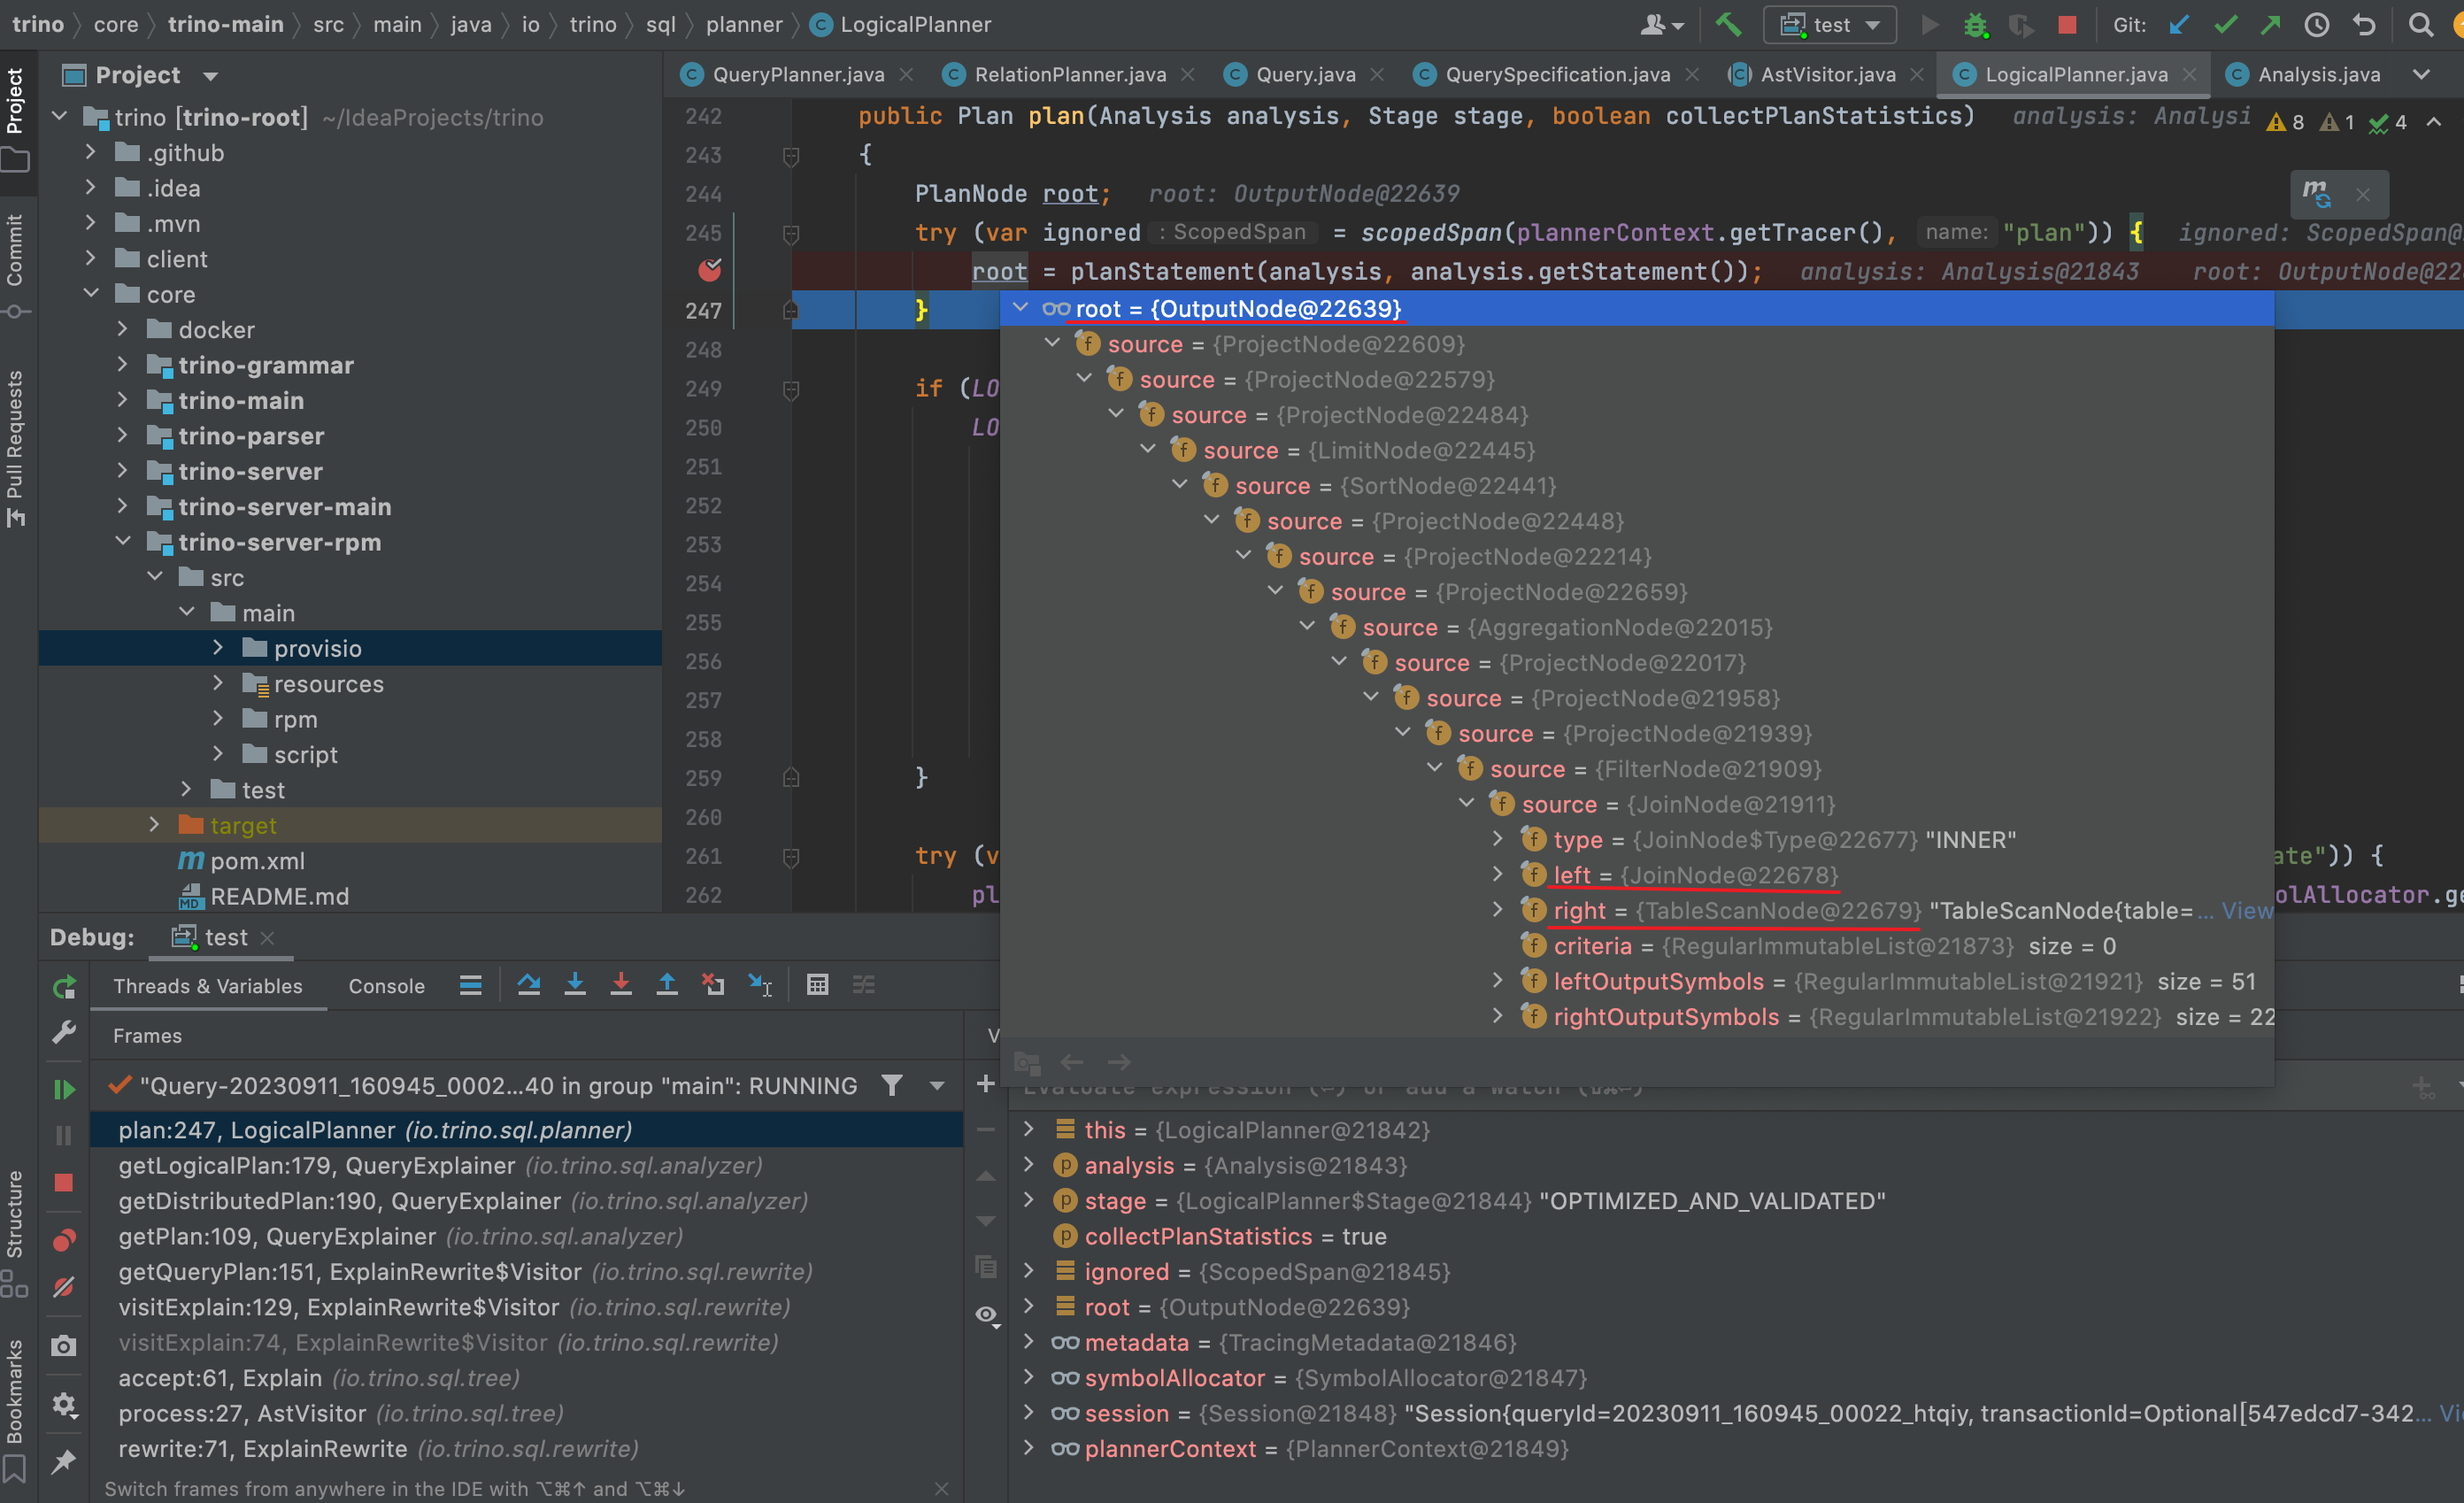 trino
core
trino-main
src
main
java
io
trino
sql
planner
LogicalPlanner
test
Git:
Project
Commit
Pull Requests
Structure
Bookmarks
Project
trino [trino-root] ~/IdeaProjects/trino
.github
.idea
.mvn
client
core
docker
trino-grammar
trino-main
trino-parser
trino-server
trino-server-main
trino-server-rpm
src
main
provisio
resources
rpm
script
test
target
pom.xml
README.md
QueryPlanner.java
RelationPlanner.java
Query.java
QuerySpecification.java
AstVisitor.java
LogicalPlanner.java
Analysis.java
242 public Plan plan(Analysis analysis, Stage stage, boolean collectPlanStatistics) analysis: Analysi 8 1 4
243 {
244 PlanNode root; root: OutputNode@22639
245 try (var ignored : ScopedSpan = scopedSpan(plannerContext.getTracer(), name: "plan")) { ignored: ScopedSpan@
root = planStatement(analysis, analysis.getStatement()); analysis: Analysis@21843 root: OutputNode@22
247 }
248
249 if (LO
250 LO
251
252
253
254
255
256
257
258
259 }
260
261 try (v ate")) {
262 pl olAllocator.ge
root = {OutputNode@22639}
source = {ProjectNode@22609}
source = {ProjectNode@22579}
source = {ProjectNode@22484}
source = {LimitNode@22445}
source = {SortNode@22441}
source = {ProjectNode@22448}
source = {ProjectNode@22214}
source = {ProjectNode@22659}
source = {AggregationNode@22015}
source = {ProjectNode@22017}
source = {ProjectNode@21958}
source = {ProjectNode@21939}
source = {FilterNode@21909}
source = {JoinNode@21911}
type = {JoinNode$Type@22677} "INNER"
left = {JoinNode@22678}
right = {TableScanNode@22679} "TableScanNode{table=... View
criteria = {RegularImmutableList@21873} size = 0
leftOutputSymbols = {RegularImmutableList@21921} size = 51
rightOutputSymbols = {RegularImmutableList@21922} size = 22
Debug: test
Threads & Variables
Console
Frames
V
"Query-20230911_160945_0002...40 in group "main": RUNNING
plan:247, LogicalPlanner (io.trino.sql.planner)
getLogicalPlan:179, QueryExplainer (io.trino.sql.analyzer)
getDistributedPlan:190, QueryExplainer (io.trino.sql.analyzer)
getPlan:109, QueryExplainer (io.trino.sql.analyzer)
getQueryPlan:151, ExplainRewrite$Visitor (io.trino.sql.rewrite)
visitExplain:129, ExplainRewrite$Visitor (io.trino.sql.rewrite)
visitExplain:74, ExplainRewrite$Visitor (io.trino.sql.rewrite)
accept:61, Explain (io.trino.sql.tree)
process:27, AstVisitor (io.trino.sql.tree)
rewrite:71, ExplainRewrite (io.trino.sql.rewrite)
Switch frames from anywhere in the IDE with ⌥⌘↑ and ⌥⌘↓
Evaluate expression (⏎) or add a watch (⇧⌘⏎)
this = {LogicalPlanner@21842}
analysis = {Analysis@21843}
stage = {LogicalPlanner$Stage@21844} "OPTIMIZED_AND_VALIDATED"
collectPlanStatistics = true
ignored = {ScopedSpan@21845}
root = {OutputNode@22639}
metadata = {TracingMetadata@21846}
symbolAllocator = {SymbolAllocator@21847}
session = {Session@21848} "Session{queryId=20230911_160945_00022_htqiy, transactionId=Optional[547edcd7-342... Vi
plannerContext = {PlannerContext@21849}